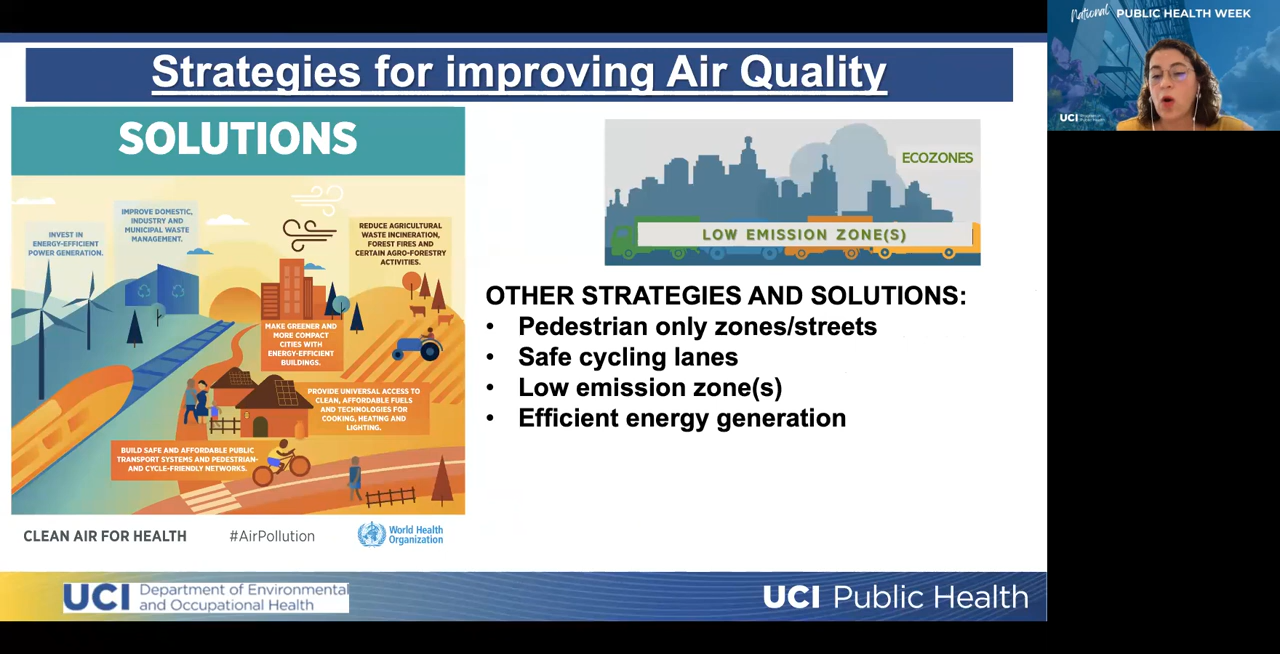 Strategies for improving Air Quality
SOLUTIONS
INVEST IN
ENERGY-EFFICIENT
POWER GENERATION.
IMPROVE DOMESTIC,
INDUSTRY AND
MUNICIPAL WASTE
MANAGEMENT.
REDUCE AGRICULTURAL
WASTE INCINERATION,
FOREST FIRES AND
CERTAIN AGRO-FORESTRY
ACTIVITIES.
MAKE GREENER AND
MORE COMPACT
CITIES WITH
ENERGY-EFFICIENT
BUILDINGS.
PROVIDE UNIVERSAL ACCESS TO
CLEAN, AFFORDABLE FUELS
AND TECHNOLOGIES FOR
COOKING, HEATING AND
LIGHTING.
BUILD SAFE AND AFFORDABLE PUBLIC
TRANSPORT SYSTEMS AND PEDESTRIAN-
AND CYCLE-FRIENDLY NETWORKS.
CLEAN AIR FOR HEALTH
#AirPollution
World Health
Organization
ECOZONES
LOW EMISSION ZONE(S)
OTHER STRATEGIES AND SOLUTIONS:
• Pedestrian only zones/streets
• Safe cycling lanes
• Low emission zone(s)
• Efficient energy generation
UCI Department of Environmental
and Occupational Health
UCI Public Health
National PUBLIC HEALTH WEEK
UCI